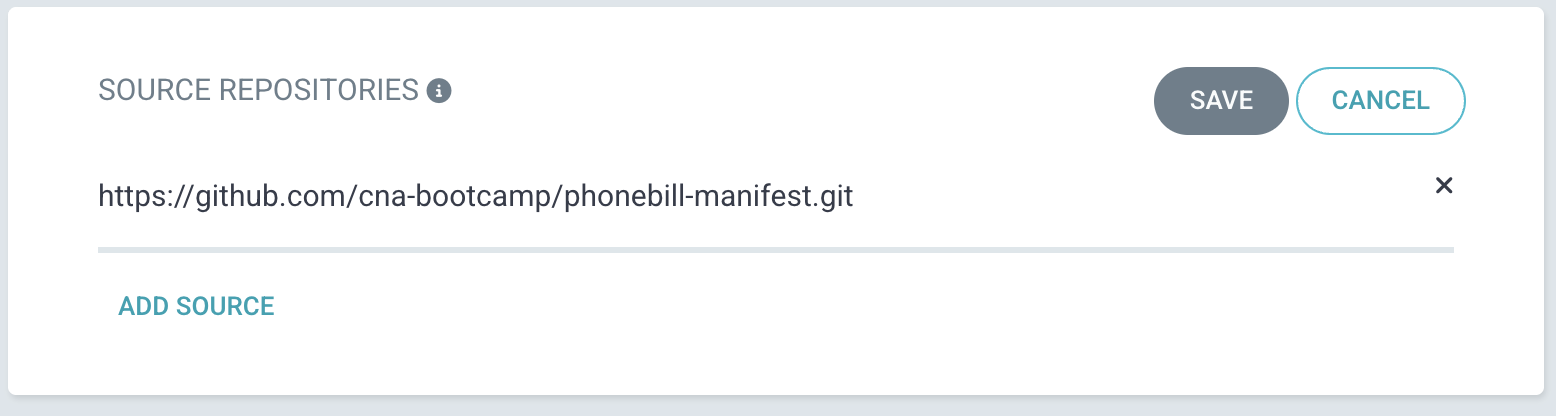 SOURCE REPOSITORIES
SAVE
CANCEL
https://github.com/cna-bootcamp/phonebill-manifest.git
ADD SOURCE